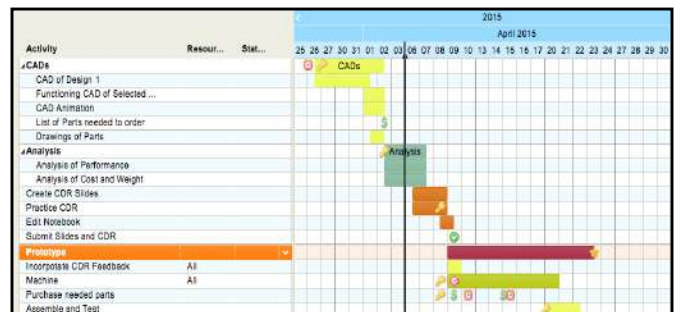 2015
April 2015
Activity Resour... Stat... 25 26 27 30 31 01 02 03 06 07 08 09 10 13 14 15 16 17 20 21 22 23 24 27 28 29 30
CADs CADs
CAD of Design 1
Functioning CAD of Selected ...
CAD Animation
List of Parts needed to order $
Drawings of Parts
Analysis Analysis
Analysis of Performance
Analysis of Cost and Weight
Create CDR Slides
Practice CDR
Edit Notebook
Submit Slides and CDR
Prototype
Incorpotate CDR Feedback All
Machine All
Purchase needed parts $ $
Assemble and Test